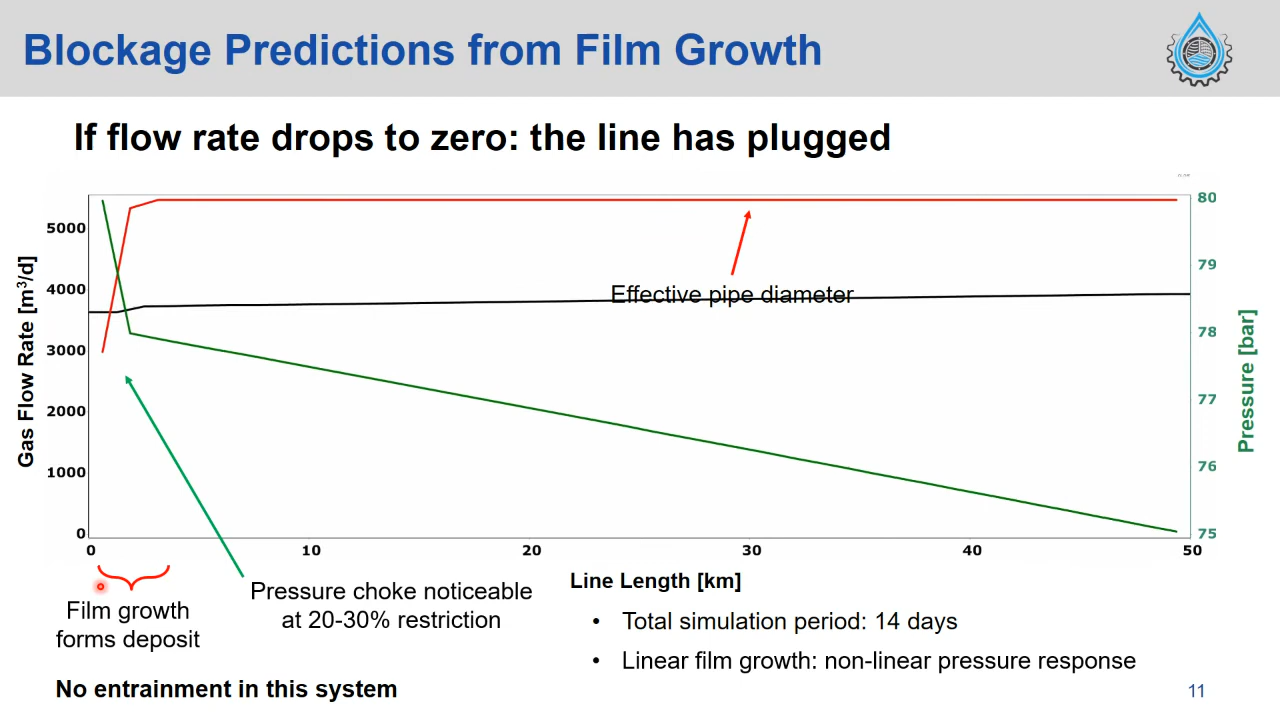 Blockage Predictions from Film Growth
If flow rate drops to zero: the line has plugged
Gas Flow Rate [m³/d]
5000
4000
3000
2000
1000
0
80
79
78
77
76
75
Pressure [bar]
Effective pipe diameter
0
10
20
30
40
50
Line Length [km]
Film growth
forms deposit
Pressure choke noticeable
at 20-30% restriction
• Total simulation period: 14 days
• Linear film growth: non-linear pressure response
No entrainment in this system
11